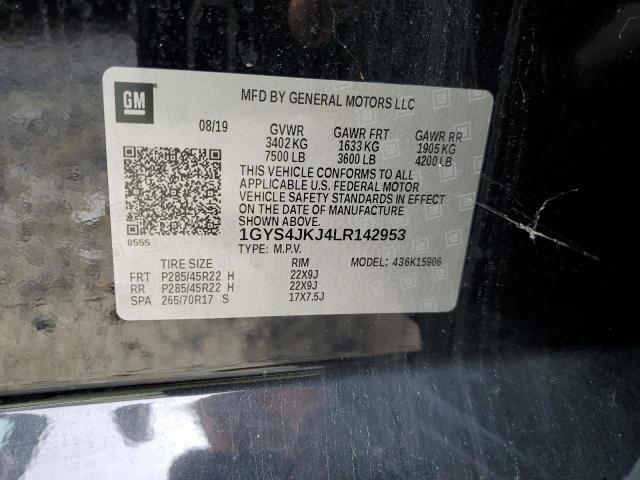 GM
MFD BY GENERAL MOTORS LLC
08/19 GVWR GAWR FRT GAWR RR
3402 KG 1633 KG 1905 KG
7500 LB 3600 LB 4200 LB
THIS VEHICLE CONFORMS TO ALL
APPLICABLE U.S. FEDERAL MOTOR
VEHICLE SAFETY STANDARDS IN EFFECT
ON THE DATE OF MANUFACTURE
SHOWN ABOVE.
8555 1GYS4JKJ4LR142953
TYPE: M.P.V. 436K15906
TIRE SIZE RIM
FRT P285/45R22 H 22X9J
RR P285/45R22 H 22X9J
SPA 265/70R17 S 17X7.5J